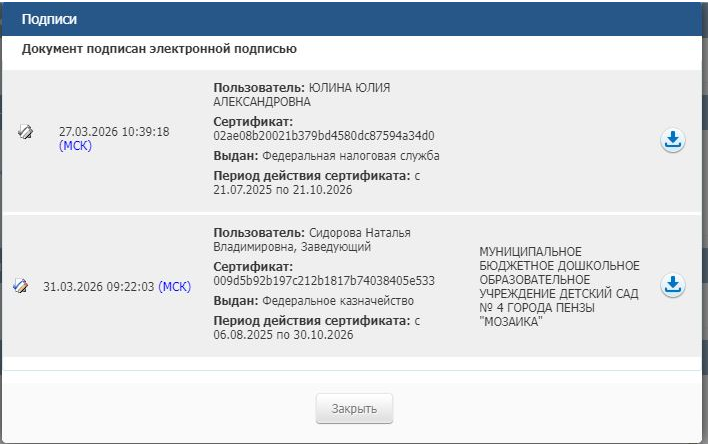 Подписи
Документ подписан электронной подписью
27.03.2026 10:39:18
(МСК)
Пользователь: ЮЛИНА ЮЛИЯ
АЛЕКСАНДРОВНА
Сертификат:
02ae08b20021b379bd4580dc87594a34d0
Выдан: Федеральная налоговая служба
Период действия сертификата: с
21.07.2025 по 21.10.2026
31.03.2026 09:22:03 (МСК)
Пользователь: Сидорова Наталья
Владимировна, Заведующий
Сертификат:
009d5b92b197c212b1817b74038405e533
Выдан: Федеральное казначейство
Период действия сертификата: с
06.08.2025 по 30.10.2026
МУНИЦИПАЛЬНОЕ
БЮДЖЕТНОЕ ДОШКОЛЬНОЕ
ОБРАЗОВАТЕЛЬНОЕ
УЧРЕЖДЕНИЕ ДЕТСКИЙ САД
№ 4 ГОРОДА ПЕНЗЫ
"МОЗАИКА"
Закрыть